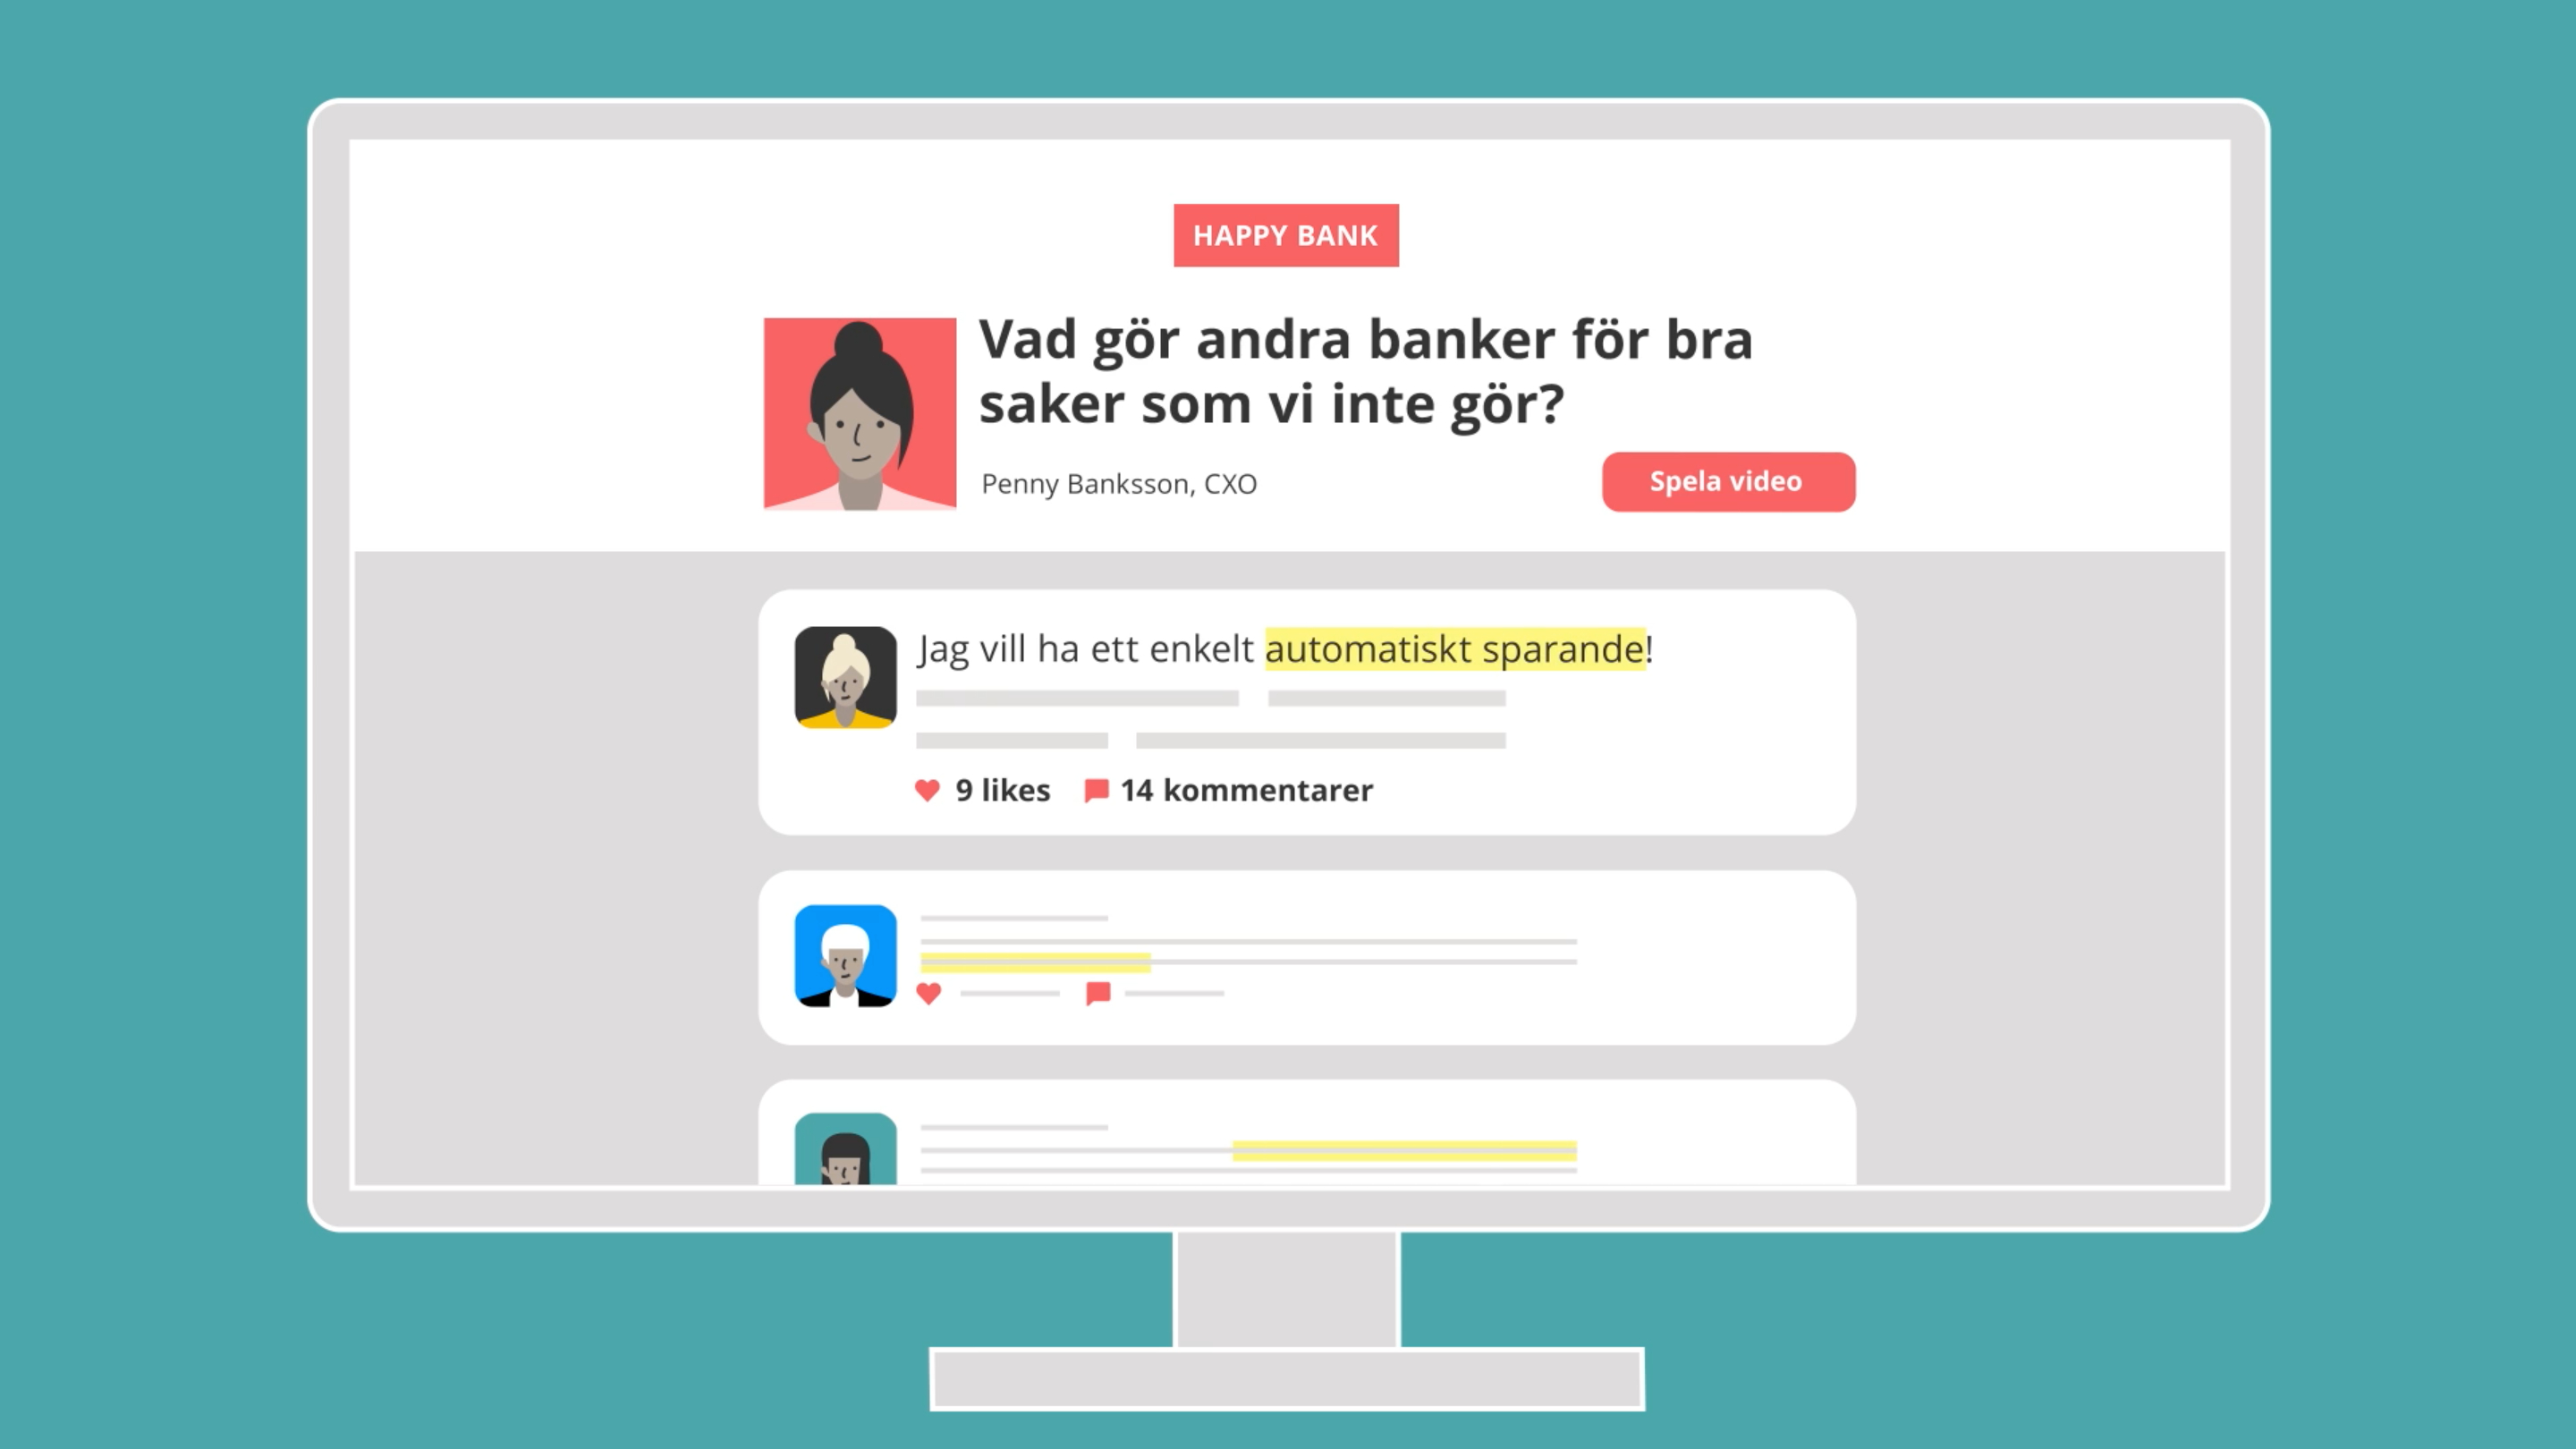 HAPPY BANK
Vad gör andra banker för bra
saker som vi inte gör?
Penny Banksson, CXO
Spela video
Jag vill ha ett enkelt automatiskt sparande!
9 likes 14 kommentarer